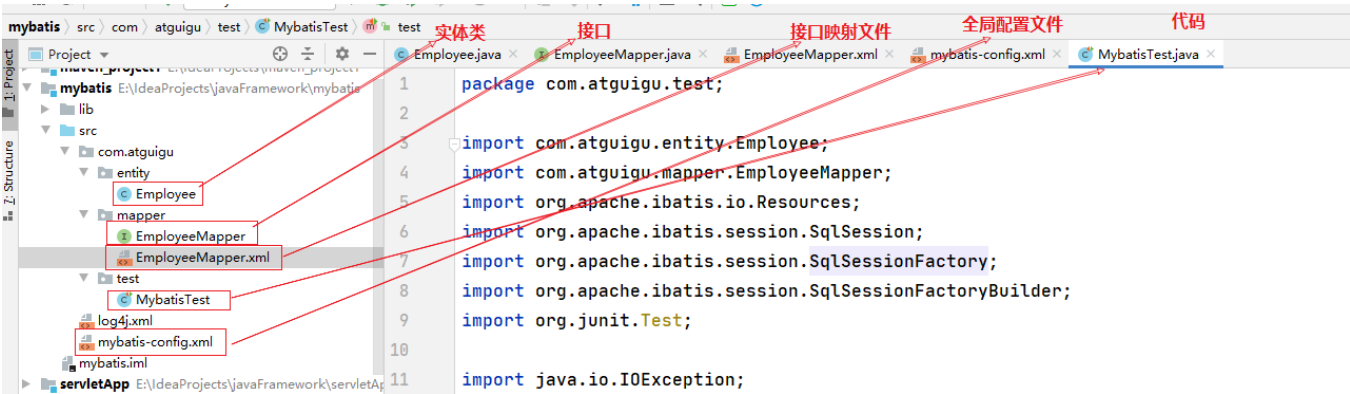 mybatis src com atguigu test MybatisTest test
实体类 接口 接口映射文件 全局配置文件 代码
Project
Employee.java EmployeeMapper.java EmployeeMapper.xml mybatis-config.xml MybatisTest.java
1: Project
Z: Structure
mybatis E:\IdeaProjects\javaFramework\mybatis
lib
src
com.atguigu
entity
Employee
mapper
EmployeeMapper
EmployeeMapper.xml
test
MybatisTest
log4j.xml
mybatis-config.xml
mybatis.iml
servletApp E:\IdeaProjects\javaFramework\servletAp
1 package com.atguigu.test;
2
3 import com.atguigu.entity.Employee;
4 import com.atguigu.mapper.EmployeeMapper;
5 import org.apache.ibatis.io.Resources;
6 import org.apache.ibatis.session.SqlSession;
7 import org.apache.ibatis.session.SqlSessionFactory;
8 import org.apache.ibatis.session.SqlSessionFactoryBuilder;
9 import org.junit.Test;
10
11 import java.io.IOException;